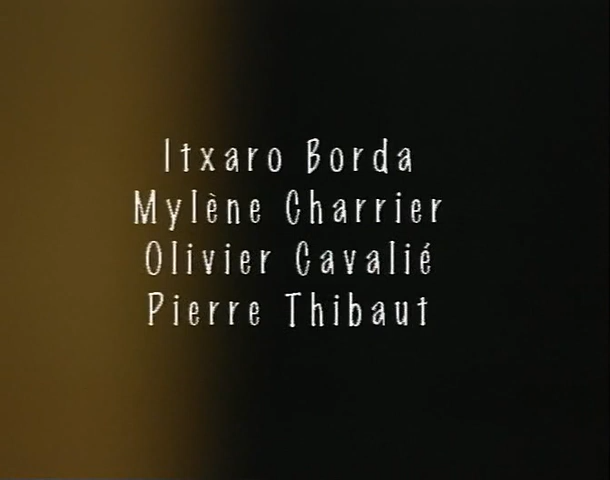 Itxaro Borda
Mylène Charrier
Olivier Cavalié
Pierre Thibaut